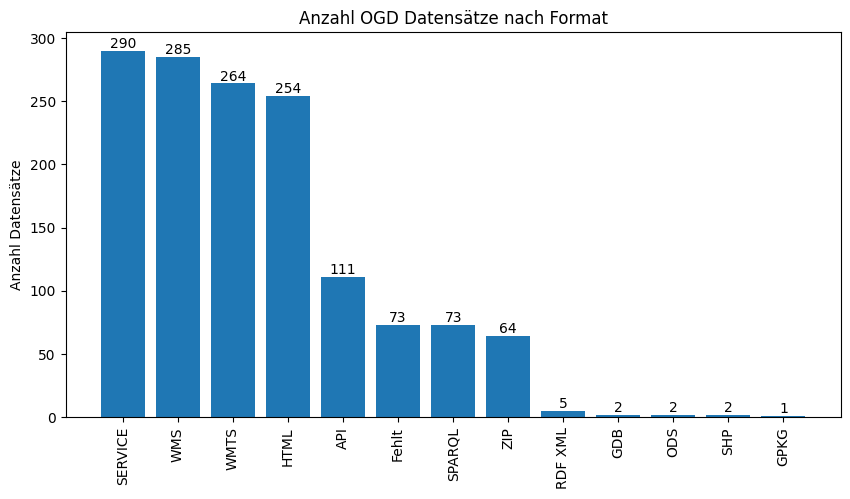 Anzahl OGD Datensätze nach Format
Anzahl Datensätze
300
250
200
150
100
50
0
290
285
264
254
111
73
73
64
5
2
2
2
1
SERVICE
WMS
WMTS
HTML
API
Fehlt
SPARQL
ZIP
RDF XML
GDB
ODS
SHP
GPKG